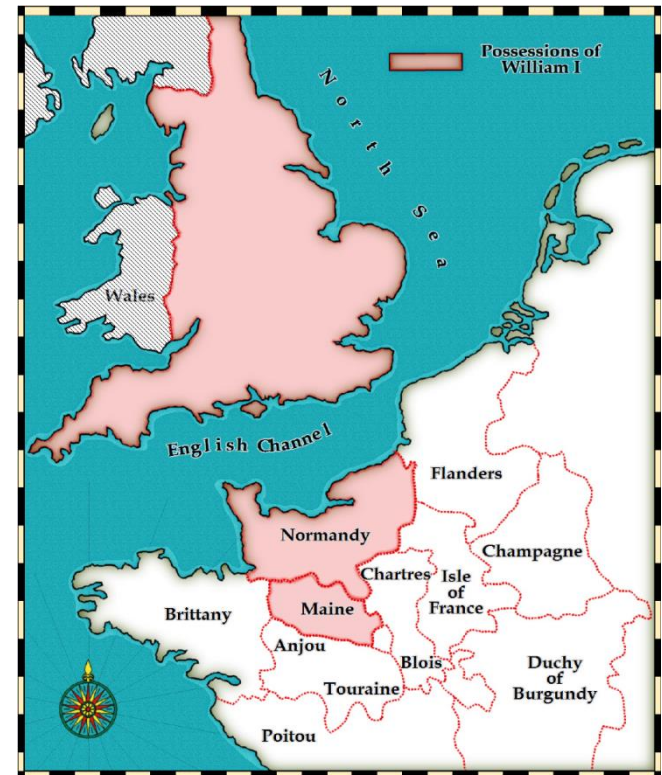 Possessions of
William I
North Sea
Wales
English Channel
Flanders
Normandy
Champagne
Chartres
Isle
of
France
Brittany
Maine
Anjou
Blois
Duchy
of
Burgundy
Touraine
Poitou